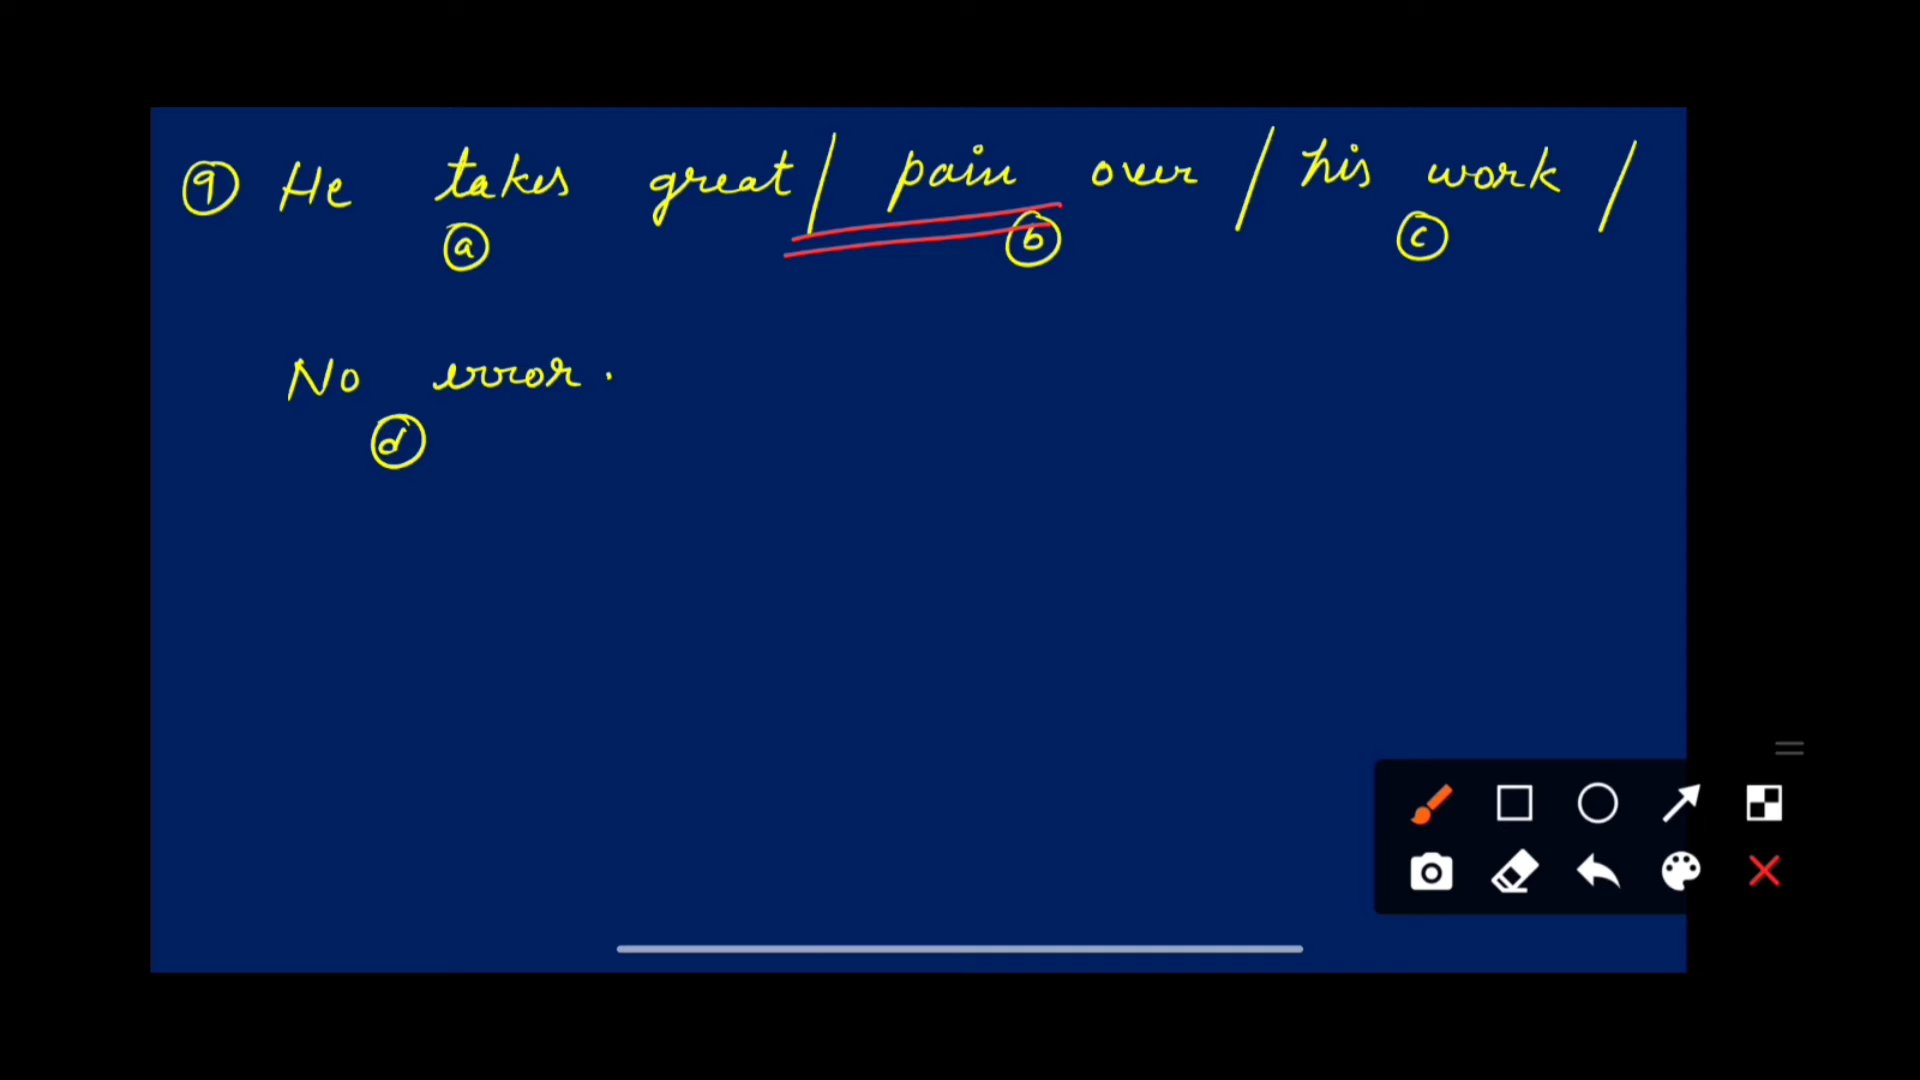 9 He takes great / pain over / his work /
a b c
No error.
d